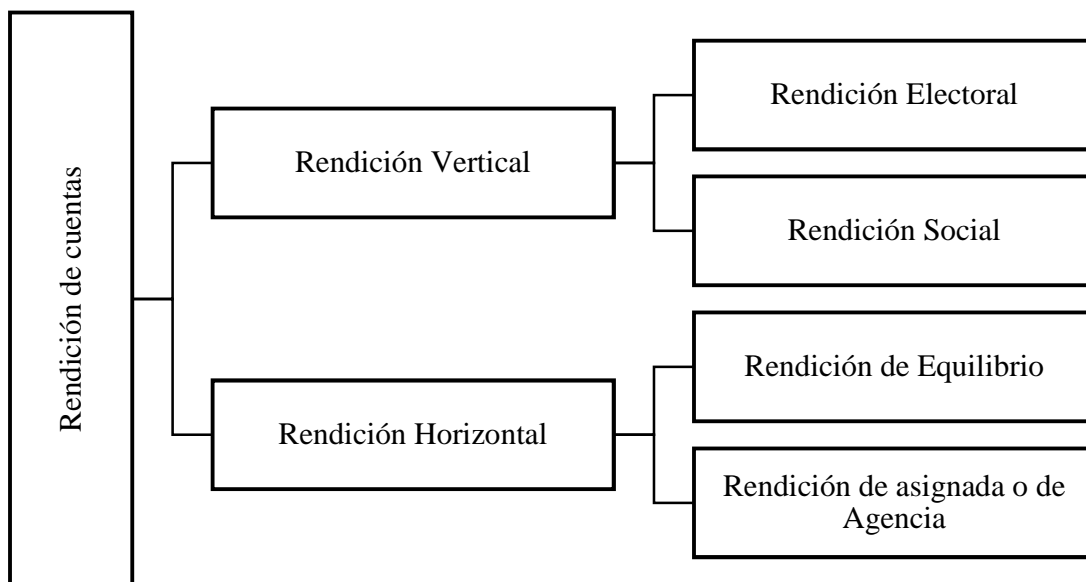 Rendición de cuentas
Rendición Vertical
Rendición Electoral
Rendición Social
Rendición Horizontal
Rendición de Equilibrio
Rendición de asignada o de
Agencia